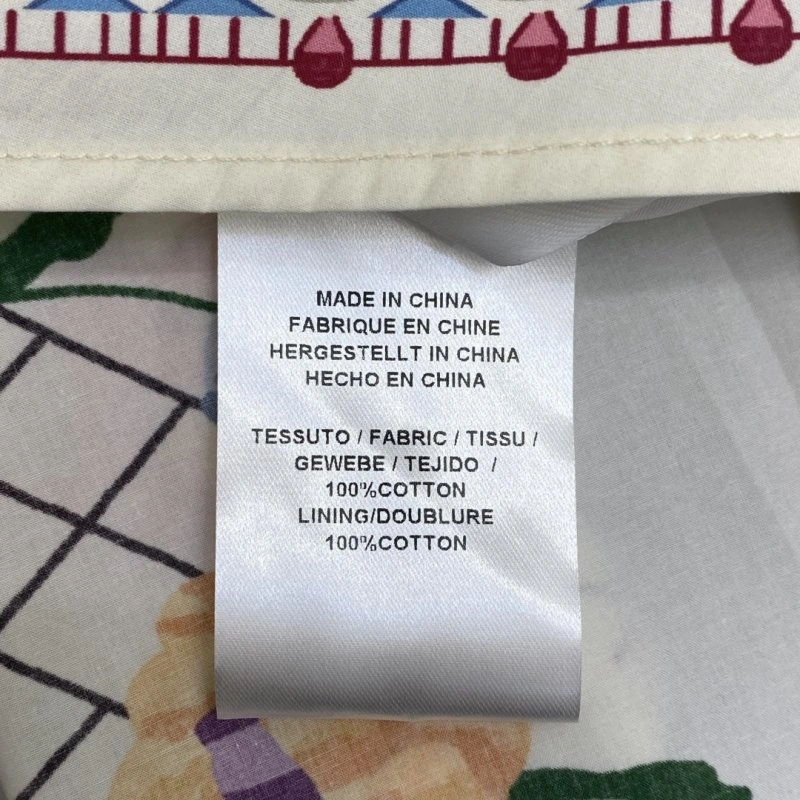 MADE IN CHINA
FABRIQUE EN CHINE
HERGESTELLT IN CHINA
HECHO EN CHINA
TESSUTO / FABRIC / TISSU /
GEWEBE / TEJIDO /
100%COTTON
LINING/DOUBLURE
100%COTTON